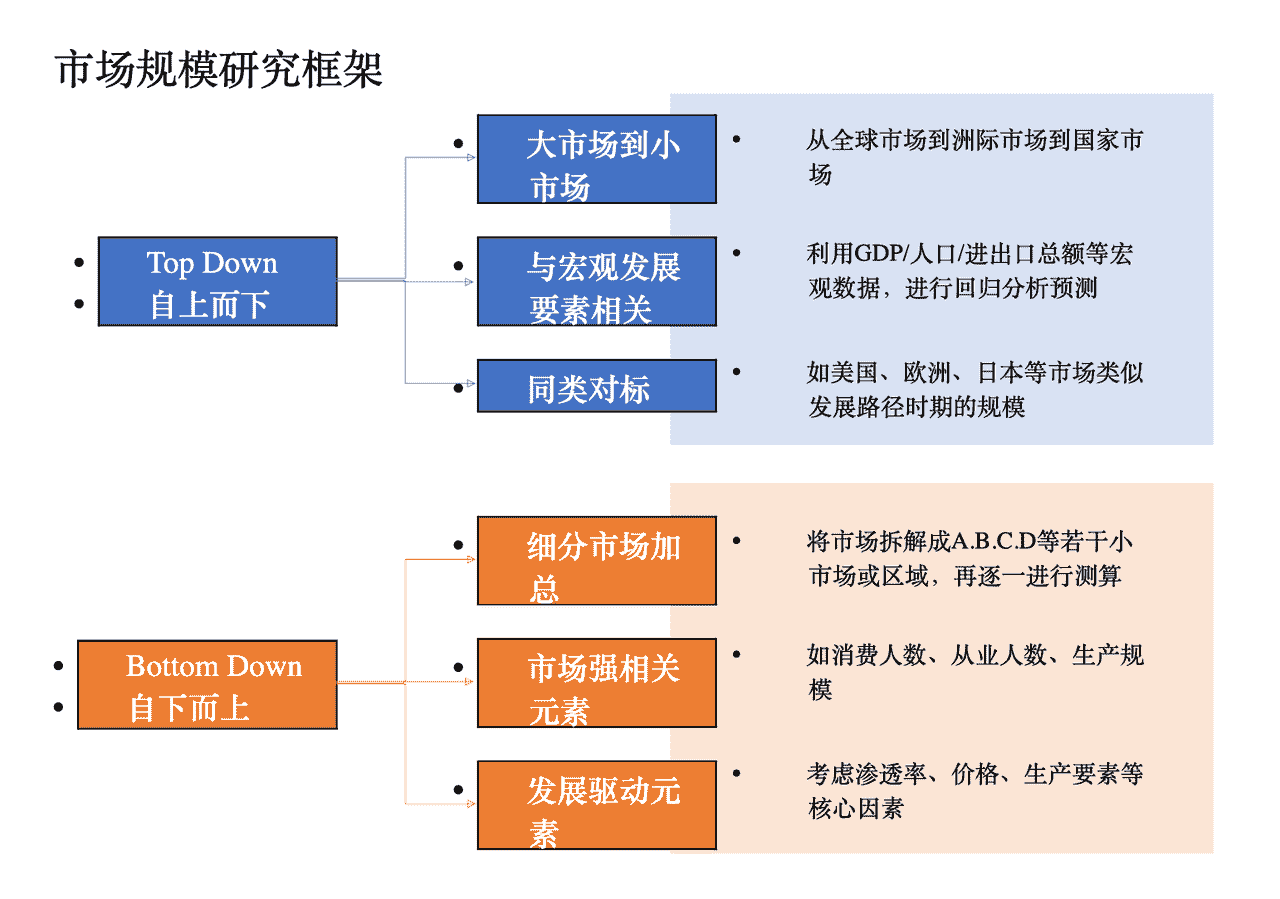 市场规模研究框架
大市场到小
市场
从全球市场到洲际市场到国家市
场
Top Down
自上而下
与宏观发展
要素相关
利用GDP/人口/进出口总额等宏
观数据，进行回归分析预测
同类对标
如美国、欧洲、日本等市场类似
发展路径时期的规模
细分市场加
总
将市场拆解成A.B.C.D等若干小
市场或区域，再逐一进行测算
Bottom Down
自下而上
市场强相关
元素
如消费人数、从业人数、生产规
模
发展驱动元
素
考虑渗透率、价格、生产要素等
核心因素